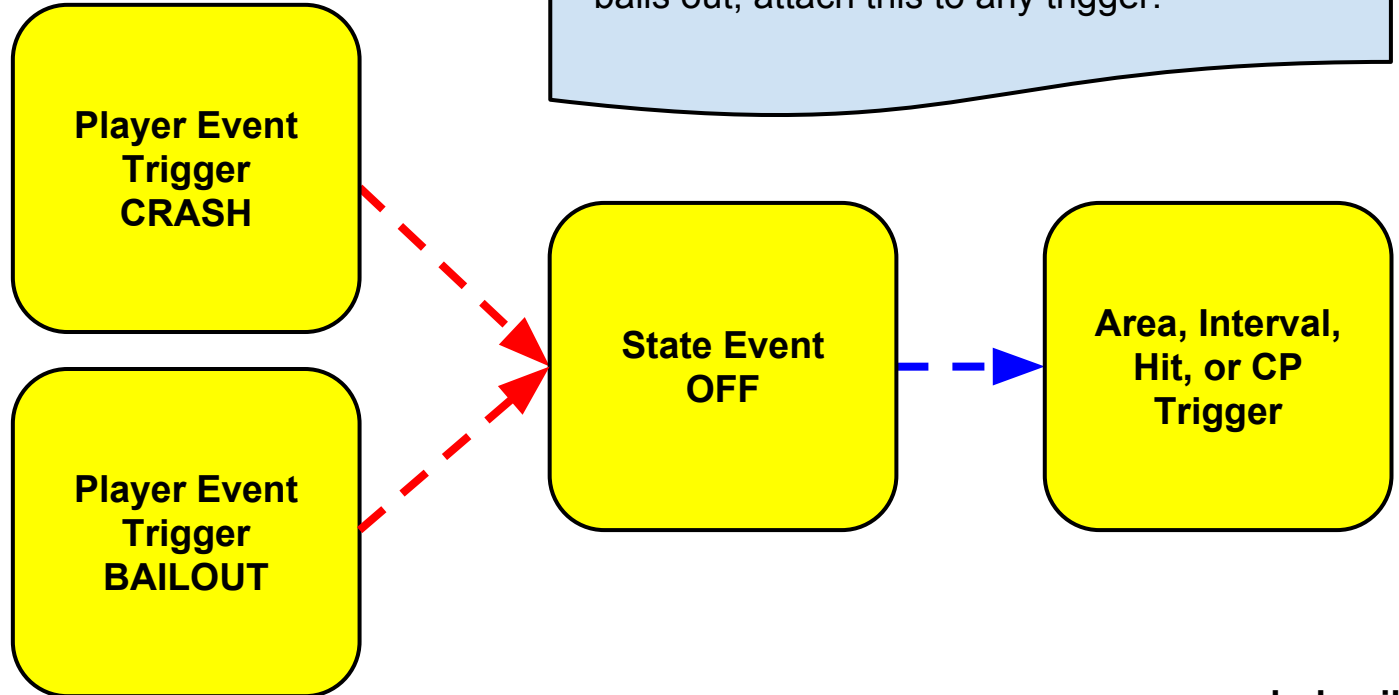 bails out, attach this to any trigger.
Player Event
Trigger
CRASH
Player Event
Trigger
BAILOUT
State Event
OFF
Area, Interval,
Hit, or CP
Trigger